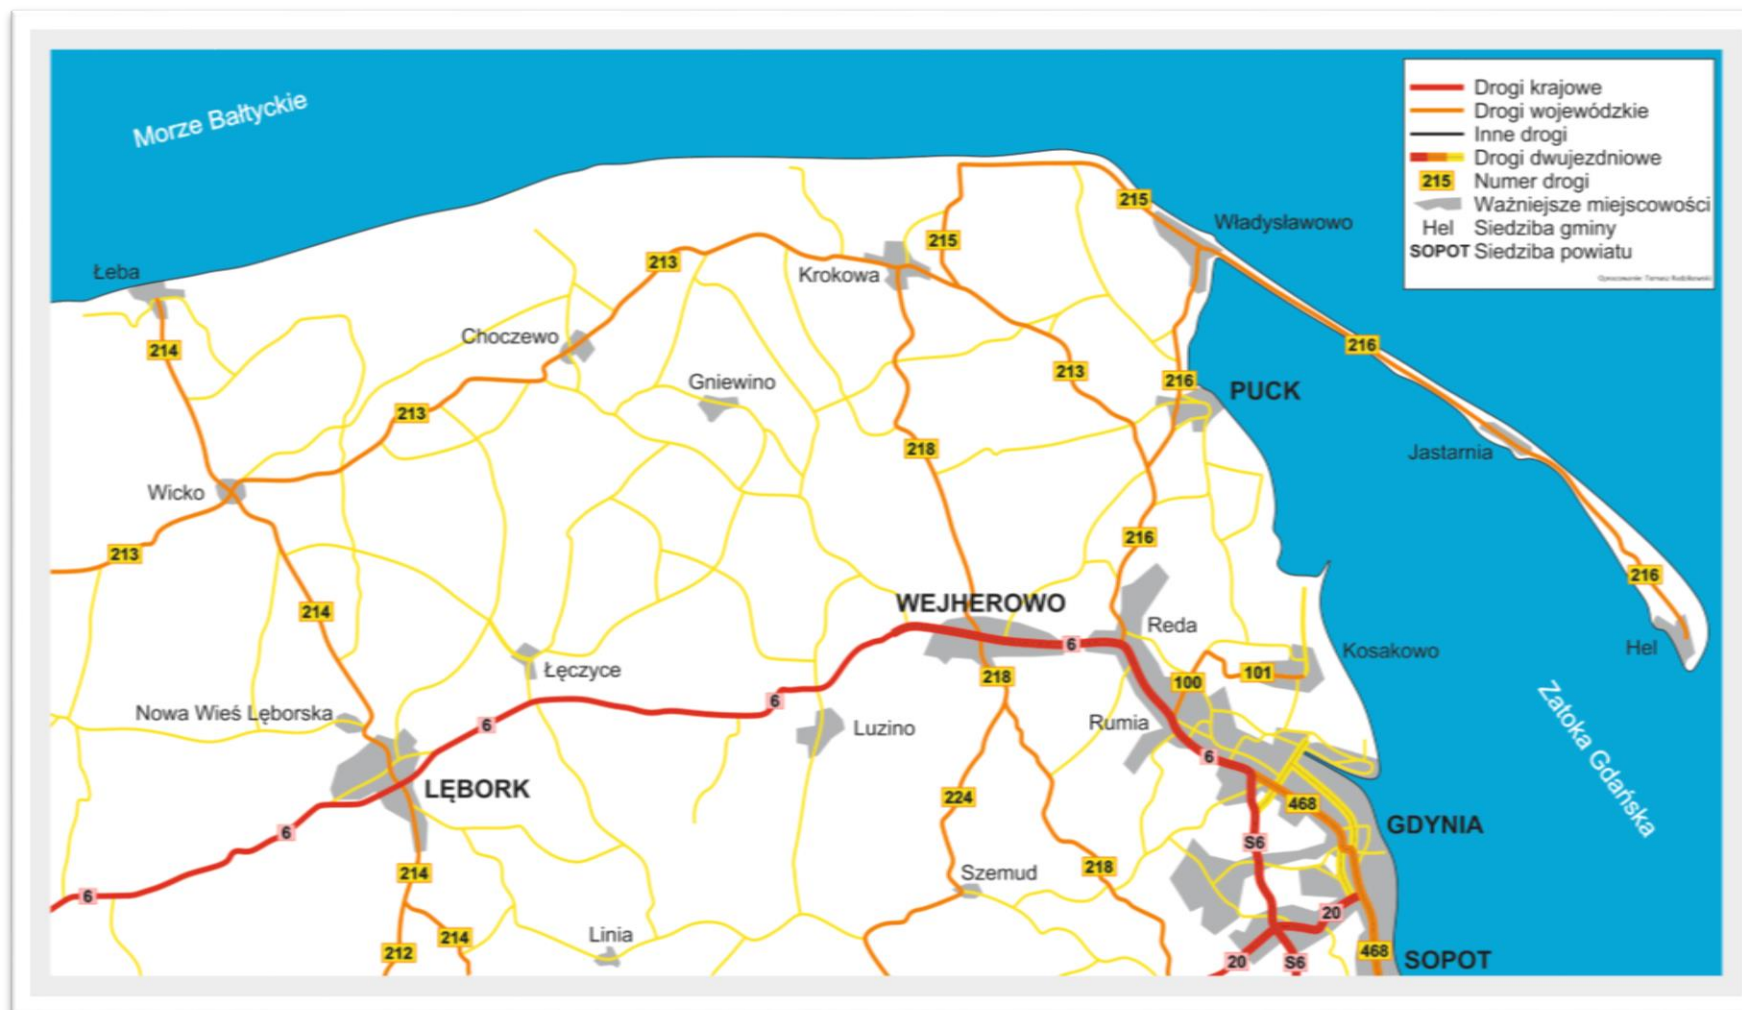 Morze Bałtyckie
Drogi krajowe
Drogi wojewódzkie
Inne drogi
Drogi dwujezdniowe
215 Numer drogi
Ważniejsze miejscowości
Hel Siedziba gminy
SOPOT Siedziba powiatu
215
Władysławowo
215
213
Krokowa
Łeba
214
Choczewo
216
213
216
PUCK
Gniewino
213
218
Jastarnia
Wicko
213
216
216
214
WEJHEROWO
Reda
6
Kosakowo
Hel
Łęczyce
218
100
101
6
Nowa Wieś Lęborska
6
Luzino
Rumia
Zatoka Gdańska
6
LĘBORK
224
468
GDYNIA
6
S6
214
Szemud
218
6
20
214
Linia
212
468
SOPOT
20
S6